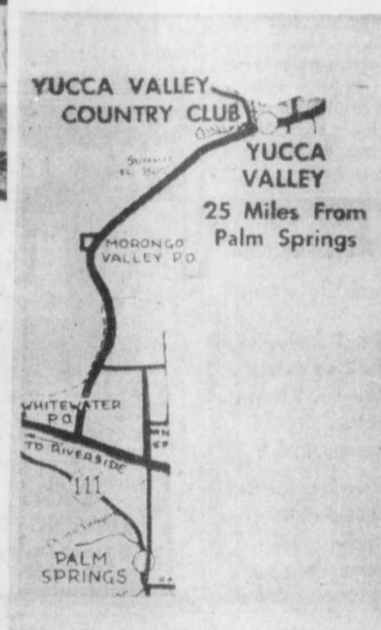 YUCCA VALLEY
COUNTRY CLUB
YUCCA
VALLEY
25 Miles From
Palm Springs
SUMMIT
MORONGO
VALLEY P.O.
WHITEWATER
P.O.
TO RIVERSIDE
111
PALM
SPRINGS